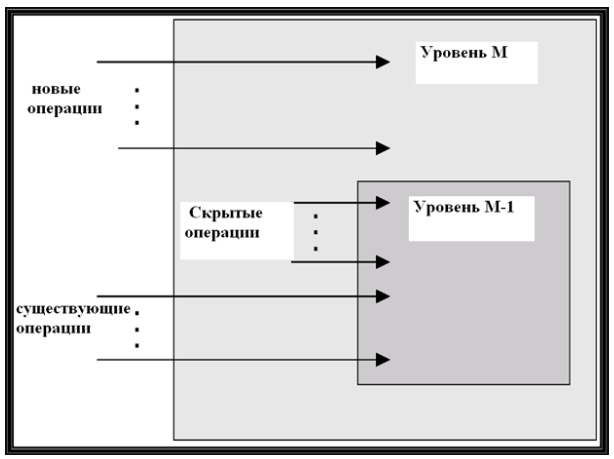 Уровень М
новые
операции
Скрытые
операции
Уровень М-1
существующие
операции